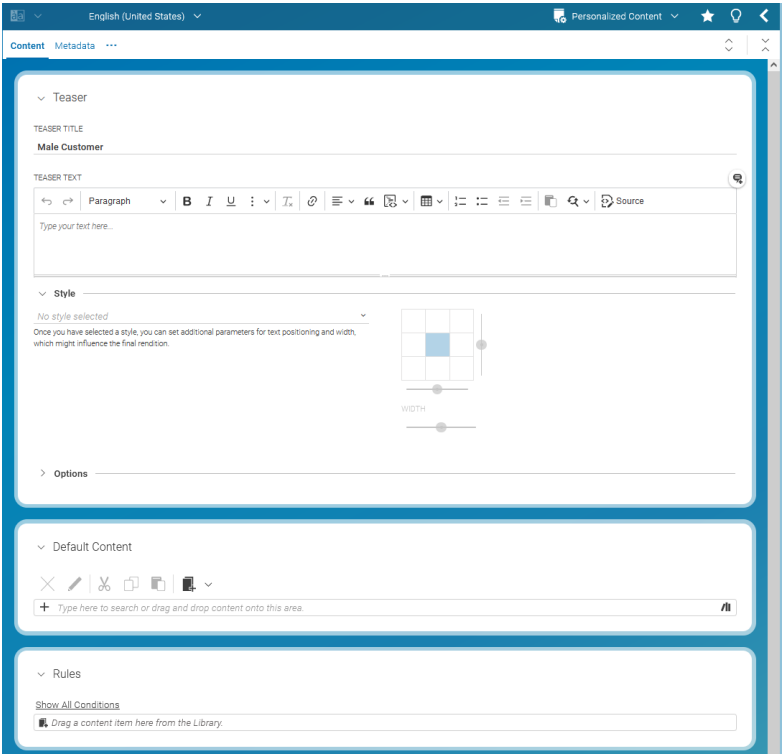 English (United States)
Personalized Content
Content Metadata ···
Teaser
TEASER TITLE
Male Customer
TEASER TEXT
Paragraph B I U Source
Type your text here...
Style
No style selected
Once you have selected a style, you can set additional parameters for text positioning and width,
which might influence the final rendition.
WIDTH
Options
Default Content
Type here to search or drag and drop content onto this area.
Rules
Show All Conditions
Drag a content item here from the Library.